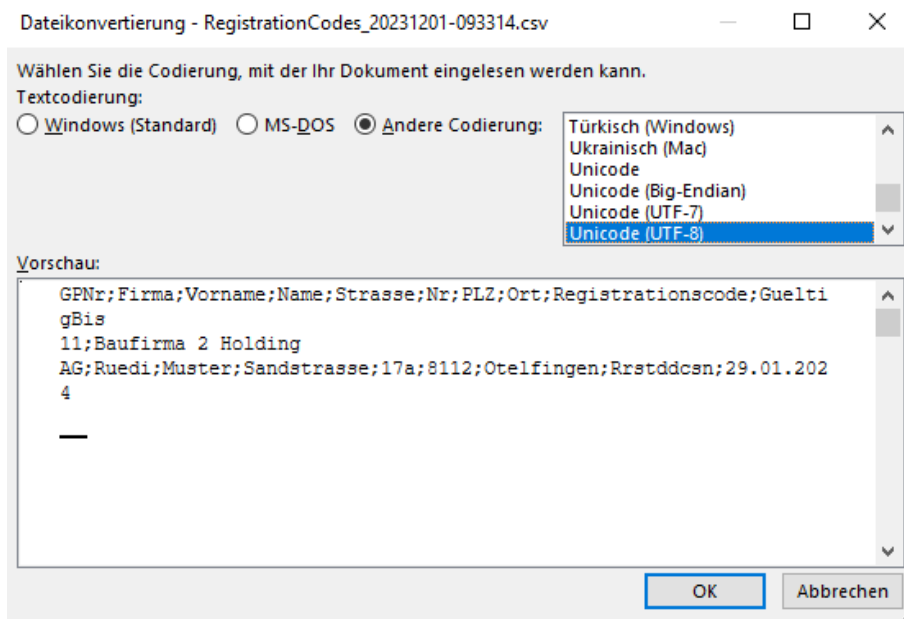 Dateikonvertierung - RegistrationCodes_20231201-093314.csv
Wählen Sie die Codierung, mit der Ihr Dokument eingelesen werden kann.
Textcodierung:
Windows (Standard) MS-DOS Andere Codierung:
Türkisch (Windows)
Ukrainisch (Mac)
Unicode
Unicode (Big-Endian)
Unicode (UTF-7)
Unicode (UTF-8)
Vorschau:
GPNr;Firma;Vorname;Name;Strasse;Nr;PLZ;Ort;Registrationscode;Guelti
gBis
11;Baufirma 2 Holding
AG;Ruedi;Muster;Sandstrasse;17a;8112;Otelfingen;Rrstddcsn;29.01.202
4
OK Abbrechen